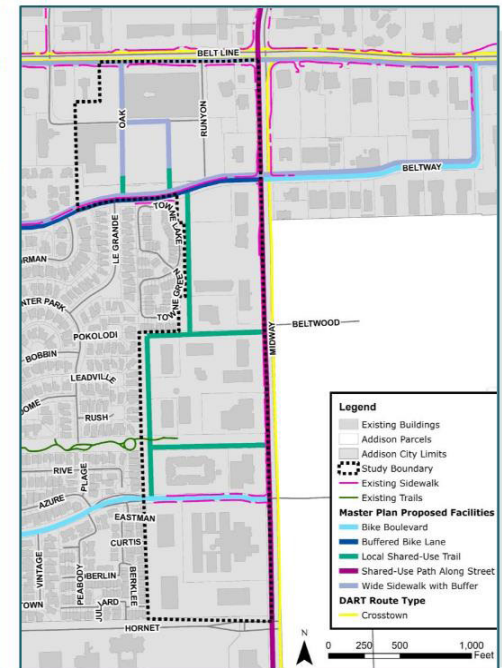 BELT LINE
OAK
RUNYON
BELTWAY
TOWNE LAKE
LE GRANDE
TOWNE GREEN
RMAN
NTER PARK
POKOLODI
BOBBIN
LEADVILLE
OME
RUSH
MIDWAY
BELTWOOD
RIVE
PLAGE
AZURE
EASTMAN
CURTIS
VINTAGE
PEABODY
OBERLIN
BERKLEE
TOWN
JUL ARD
HORNET
Legend
Existing Buildings
Addison Parcels
Addison City Limits
Study Boundary
Existing Sidewalk
Existing Trails
Master Plan Proposed Facilities
Bike Boulevard
Buffered Bike Lane
Local Shared-Use Trail
Shared-Use Path Along Street
Wide Sidewalk with Buffer
DART Route Type
Crosstown
N
0 250 500 1,000
Feet